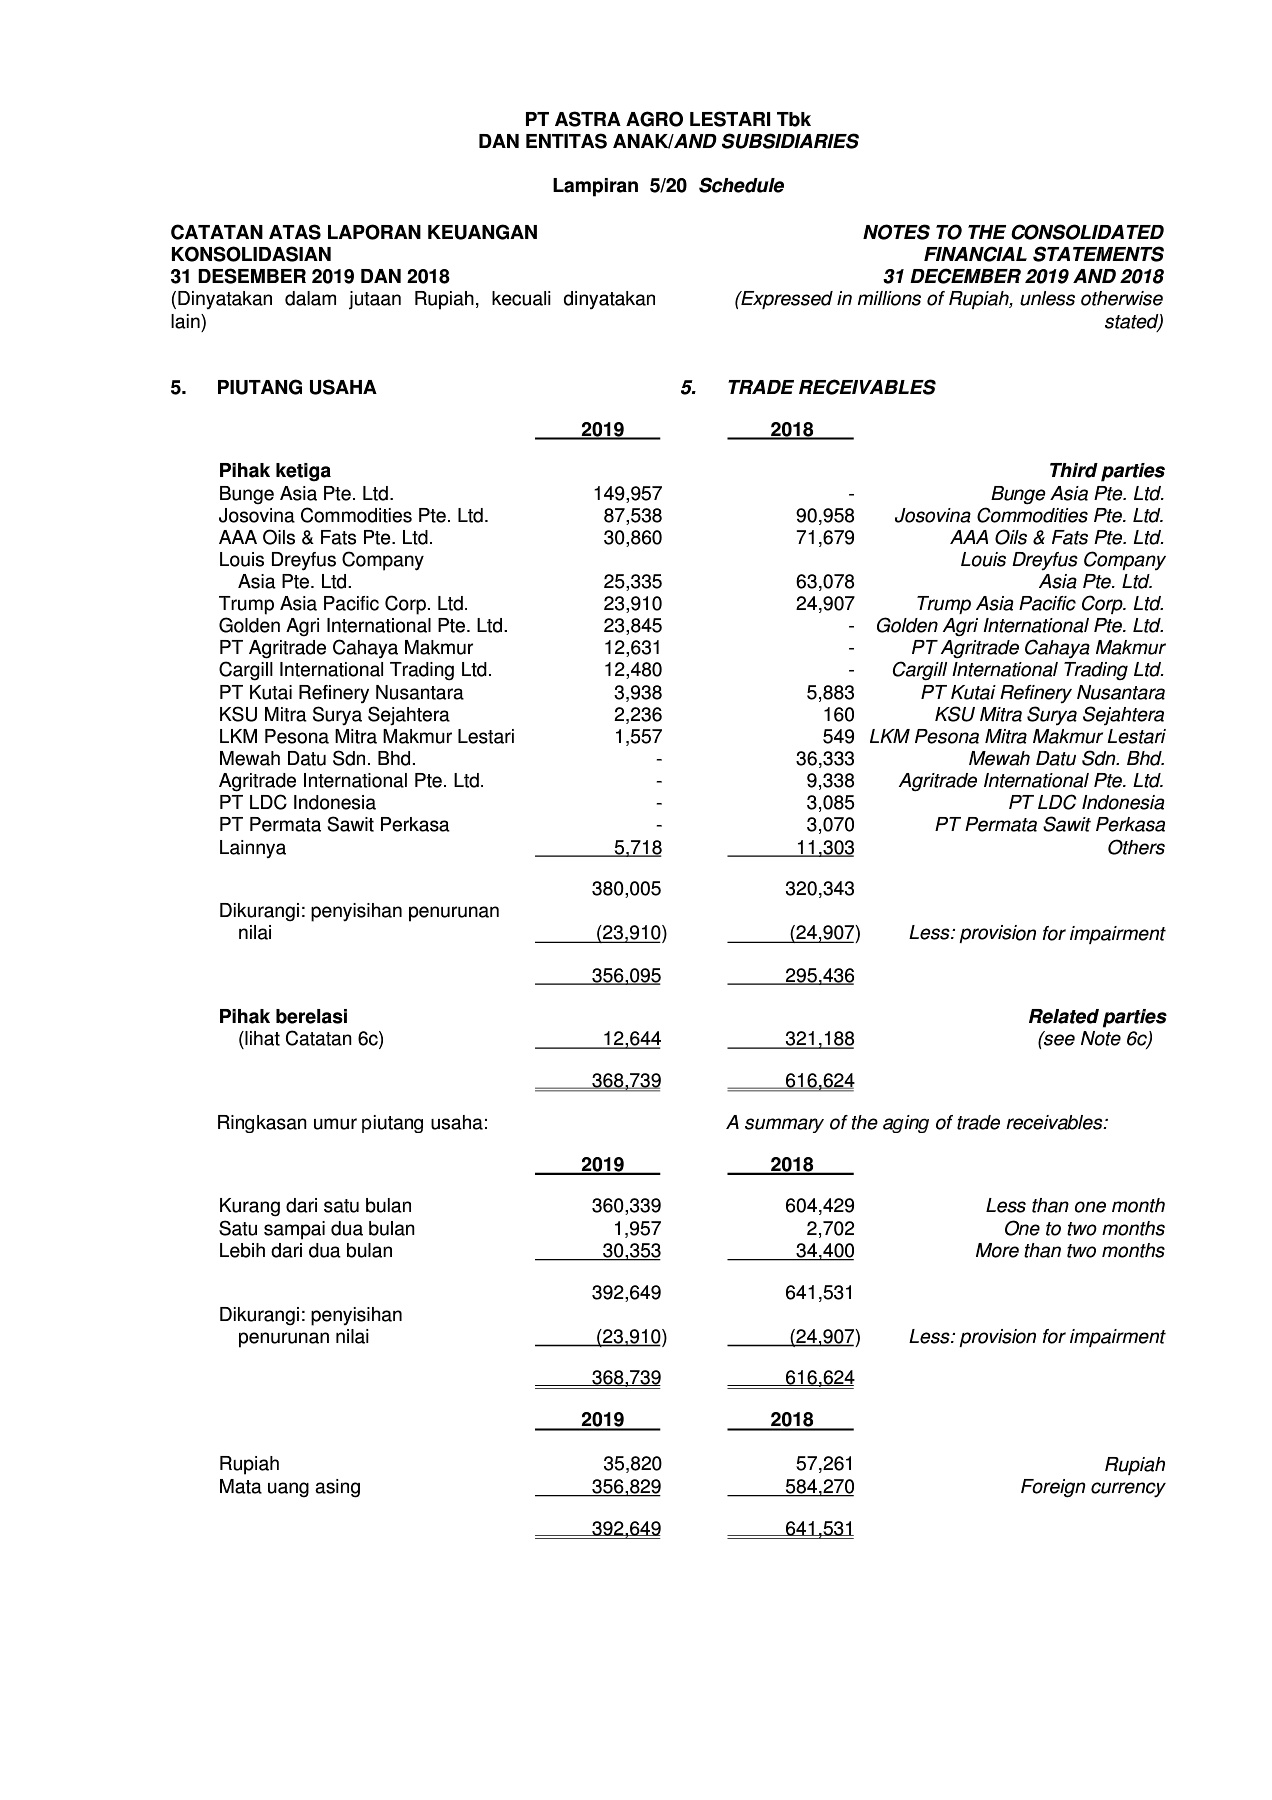 PT ASTRA AGRO LESTARI Tbk
DAN ENTITAS ANAK/AND SUBSIDIARIES
Lampiran 5/20 Schedule
CATATAN ATAS LAPORAN KEUANGAN
KONSOLIDASIAN
31 DESEMBER 2019 DAN 2018
(Dinyatakan dalam jutaan Rupiah, kecuali dinyatakan
lain)
NOTES TO THE CONSOLIDATED
FINANCIAL STATEMENTS
31 DECEMBER 2019 AND 2018
(Expressed in millions of Rupiah, unless otherwise
stated)
5. PIUTANG USAHA 5. TRADE RECEIVABLES
2019 2018
Pihak ketiga Third parties
Bunge Asia Pte. Ltd. 149,957 - Bunge Asia Pte. Ltd.
Josovina Commodities Pte. Ltd. 87,538 90,958 Josovina Commodities Pte. Ltd.
AAA Oils & Fats Pte. Ltd. 30,860 71,679 AAA Oils & Fats Pte. Ltd.
Louis Dreyfus Company Louis Dreyfus Company
Asia Pte. Ltd. 25,335 63,078 Asia Pte. Ltd.
Trump Asia Pacific Corp. Ltd. 23,910 24,907 Trump Asia Pacific Corp. Ltd.
Golden Agri International Pte. Ltd. 23,845 - Golden Agri International Pte. Ltd.
PT Agritrade Cahaya Makmur 12,631 - PT Agritrade Cahaya Makmur
Cargill International Trading Ltd. 12,480 - Cargill International Trading Ltd.
PT Kutai Refinery Nusantara 3,938 5,883 PT Kutai Refinery Nusantara
KSU Mitra Surya Sejahtera 2,236 160 KSU Mitra Surya Sejahtera
LKM Pesona Mitra Makmur Lestari 1,557 549 LKM Pesona Mitra Makmur Lestari
Mewah Datu Sdn. Bhd. - 36,333 Mewah Datu Sdn. Bhd.
Agritrade International Pte. Ltd. - 9,338 Agritrade International Pte. Ltd.
PT LDC Indonesia - 3,085 PT LDC Indonesia
PT Permata Sawit Perkasa - 3,070 PT Permata Sawit Perkasa
Lainnya 5,718 11,303 Others
380,005 320,343
Dikurangi: penyisihan penurunan
nilai (23,910) (24,907) Less: provision for impairment
356,095 295,436
Pihak berelasi Related parties
(lihat Catatan 6c) 12,644 321,188 (see Note 6c)
368,739 616,624
Ringkasan umur piutang usaha: A summary of the aging of trade receivables:
2019 2018
Kurang dari satu bulan 360,339 604,429 Less than one month
Satu sampai dua bulan 1,957 2,702 One to two months
Lebih dari dua bulan 30,353 34,400 More than two months
392,649 641,531
Dikurangi: penyisihan
penurunan nilai (23,910) (24,907) Less: provision for impairment
368,739 616,624
2019 2018
Rupiah 35,820 57,261 Rupiah
Mata uang asing 356,829 584,270 Foreign currency
392,649 641,531